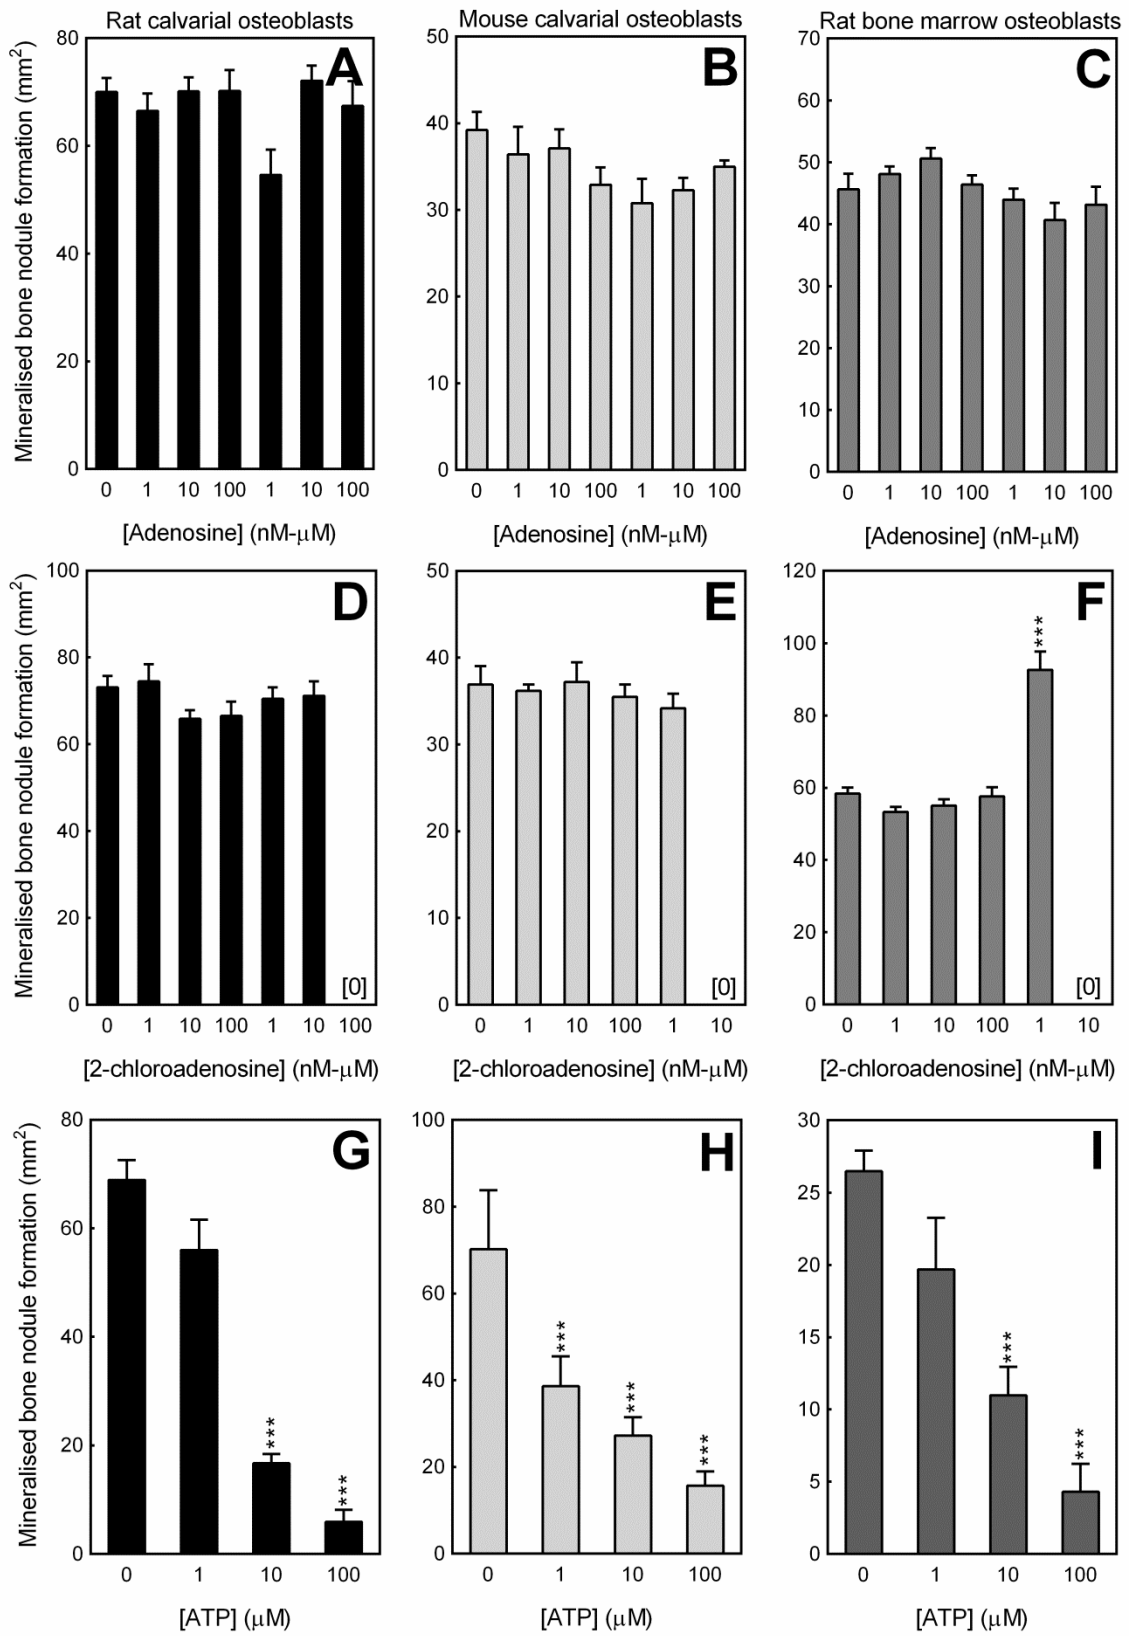 Rat calvarial osteoblasts
Mouse calvarial osteoblasts
Rat bone marrow osteoblasts
Mineralised bone nodule formation (mm²)
80
60
40
20
0
A
0 1 10 100 1 10 100
[Adenosine] (nM-μM)
50
40
30
20
10
0
B
0 1 10 100 1 10 100
[Adenosine] (nM-μM)
70
60
50
40
30
20
10
0
C
0 1 10 100 1 10 100
[Adenosine] (nM-μM)
Mineralised bone nodule formation (mm²)
100
80
60
40
20
0
D
[0]
0 1 10 100 1 10 100
[2-chloroadenosine] (nM-μM)
50
40
30
20
10
0
E
[0]
0 1 10 100 1 10
[2-chloroadenosine] (nM-μM)
120
100
80
60
40
20
0
F
***
[0]
0 1 10 100 1 10
[2-chloroadenosine] (nM-μM)
Mineralised bone nodule formation (mm²)
80
60
40
20
0
G
***
***
0 1 10 100
[ATP] (μM)
100
80
60
40
20
0
H
***
***
***
0 1 10 100
[ATP] (μM)
30
25
20
15
10
5
0
I
***
***
0 1 10 100
[ATP] (μM)